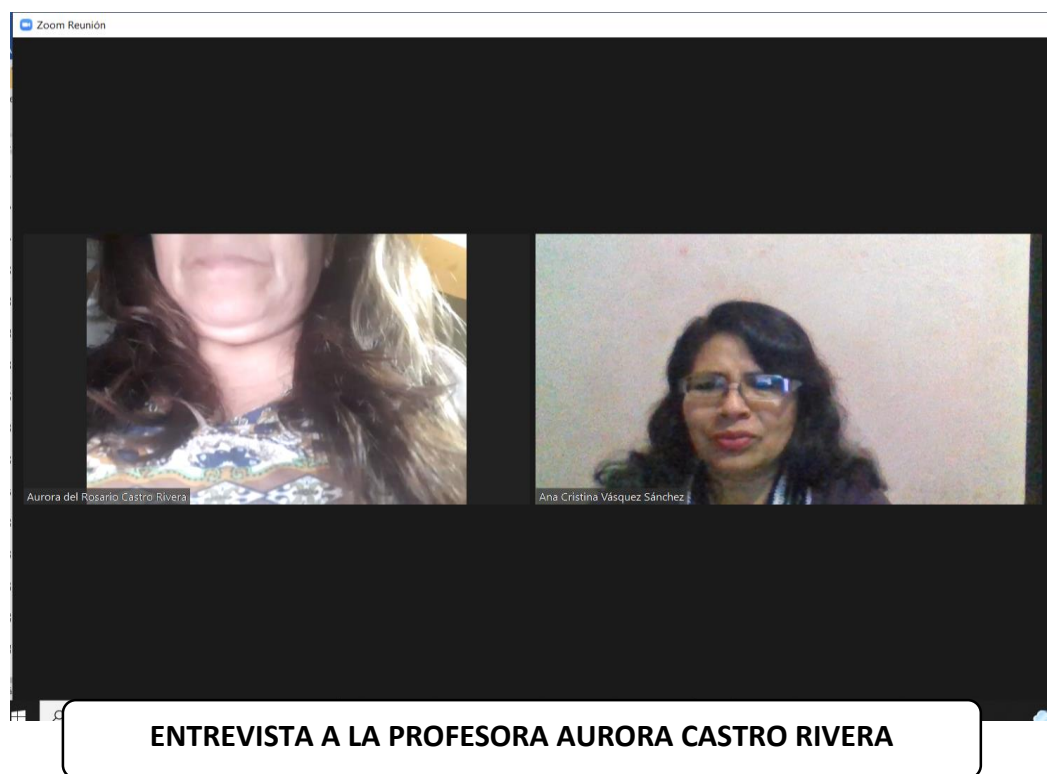 Zoom Reunión
Aurora del Rosario Castro Rivera
Ana Cristina Vásquez Sánchez
ENTREVISTA A LA PROFESORA AURORA CASTRO RIVERA